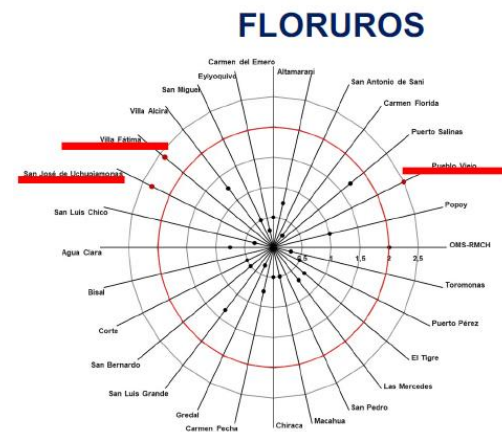 FLORUROS
Carmen del Emero
Altamarani
Eyiyoquivo
San Miguel
San Antonio de Sani
Villa Alcira
Carmen Florida
Villa Fátima
Puerto Salinas
San José de Uchupiamonas
Pueblo Viejo
San Luis Chico
Popoy
Agua Clara
0,5 1 1,5 2 2,5
OMS-RMCH
Bisal
Toromonas
Corte
Puerto Pérez
San Bernardo
El Tigre
San Luis Grande
Las Mercedes
Gredal
San Pedro
Carmen Pecha
Macahua
Chiraca